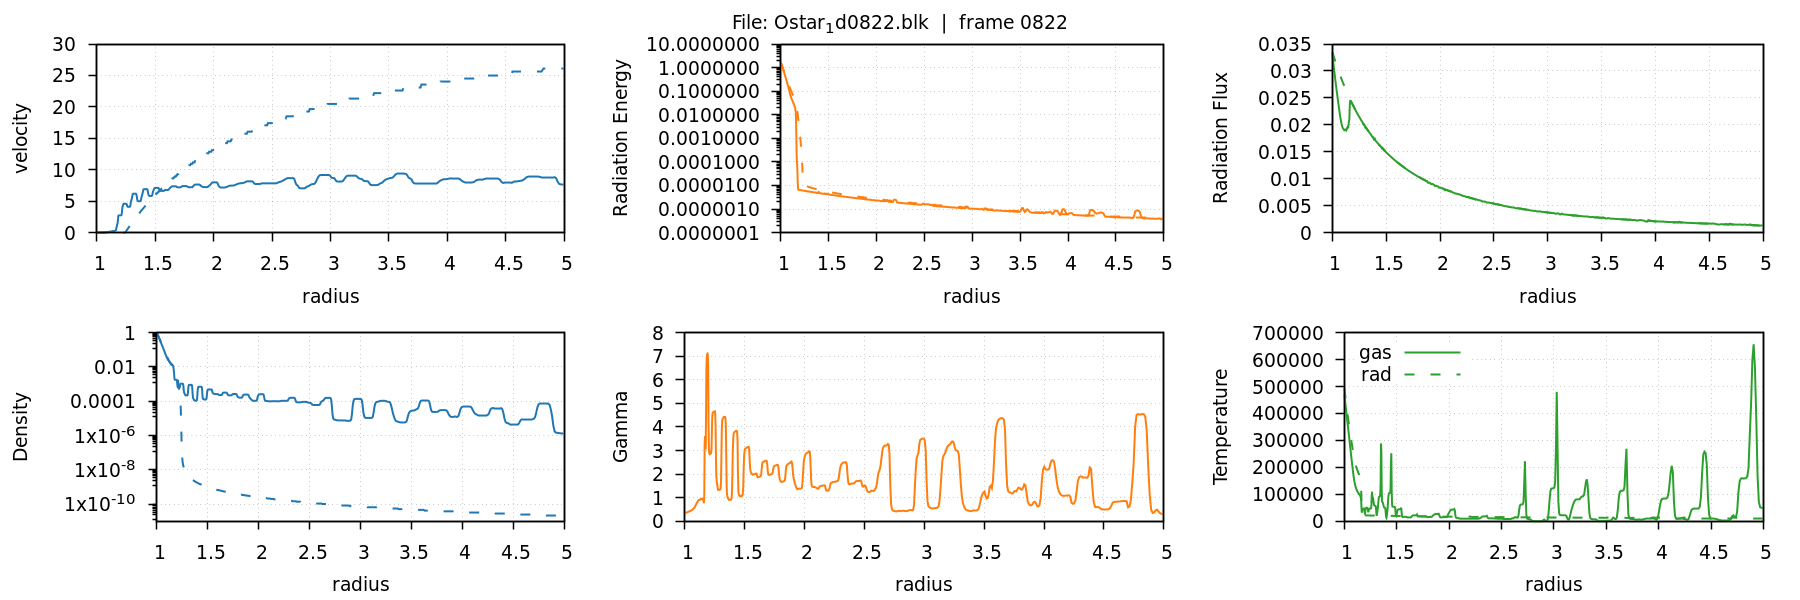 File: Ostar₁d0822.blk | frame 0822
velocity
30
25
20
15
10
5
0
1 1.5 2 2.5 3 3.5 4 4.5 5
radius
Radiation Energy
10.0000000
1.0000000
0.1000000
0.0100000
0.0010000
0.0001000
0.0000100
0.0000010
0.0000001
1 1.5 2 2.5 3 3.5 4 4.5 5
radius
Radiation Flux
0.035
0.03
0.025
0.02
0.015
0.01
0.005
0
1 1.5 2 2.5 3 3.5 4 4.5 5
radius
Density
1
0.01
0.0001
1x10⁻⁶
1x10⁻⁸
1x10⁻¹⁰
1 1.5 2 2.5 3 3.5 4 4.5 5
radius
Gamma
8
7
6
5
4
3
2
1
0
1 1.5 2 2.5 3 3.5 4 4.5 5
radius
Temperature
700000
600000
500000
400000
300000
200000
100000
0
gas
rad
1 1.5 2 2.5 3 3.5 4 4.5 5
radius